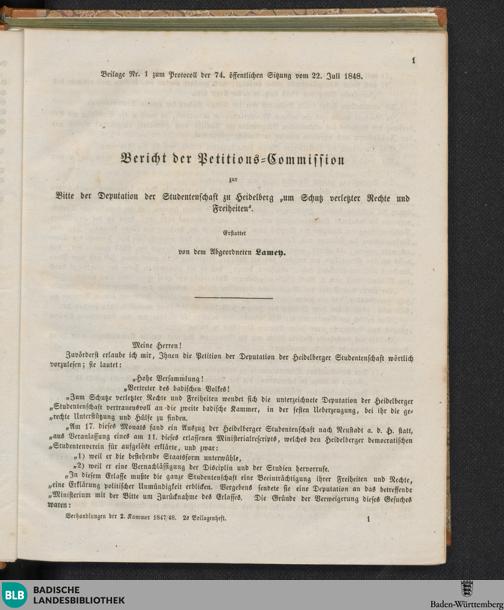 1
Beilage Nr. 1 zum Protocoll der 74. öffentlichen Sitzung vom 22. Juli 1848.
Bericht der Petitions-Commission
zur
Bitte der Deputation der Studentenschaft zu Heidelberg „um Schutz verletzter Rechte und
Freiheiten“.
Erstattet
von dem Abgeordneten Lamey.
Meine Herren!
Zuvörderst erlaube ich mir, Ihnen die Petition der Deputation der Heidelberger Studentenschaft wörtlich
vorzulesen; sie lautet:
„Hohe Versammlung!
„Vertreter des badischen Volkes!
„Zum Schutze verletzter Rechte und Freiheiten wendet sich die unterzeichnete Deputation der Heidelberger
„Studentenschaft vertrauensvoll an die zweite badische Kammer, in der festen Ueberzeugung, bei ihr die ge-
„rechte Unterstützung und Hülfe zu finden.
„Am 17. dieses Monats fand ein Auszug der Heidelberger Studentenschaft nach Neustadt a. d. H. statt,
„aus Veranlassung eines am 11. dieses erlassenen Ministerialrescripts, welches den Heidelberger demokratischen
„Studentenverein für aufgelöst erklärte, und zwar:
„1) weil er die bestehende Staatsform unterwühle,
„2) weil er eine Vernachlässigung der Disciplin und der Studien hervorrufe.
„In diesem Erlasse mußte die ganze Studentenschaft eine Beeinträchtigung ihrer Freiheiten und Rechte,
„eine Erklärung politischer Unmündigkeit erblicken. Vergebens sendete sie eine Deputation an das betreffende
„Ministerium mit der Bitte um Zurücknahme des Erlasses. Die Gründe der Verweigerung dieses Gesuches
waren:
Verhandlungen der 2. Kammer 1847/48. 2s Beilagenheft. 1
BLB BADISCHE
LANDESBIBLIOTHEK
Baden-Württemberg